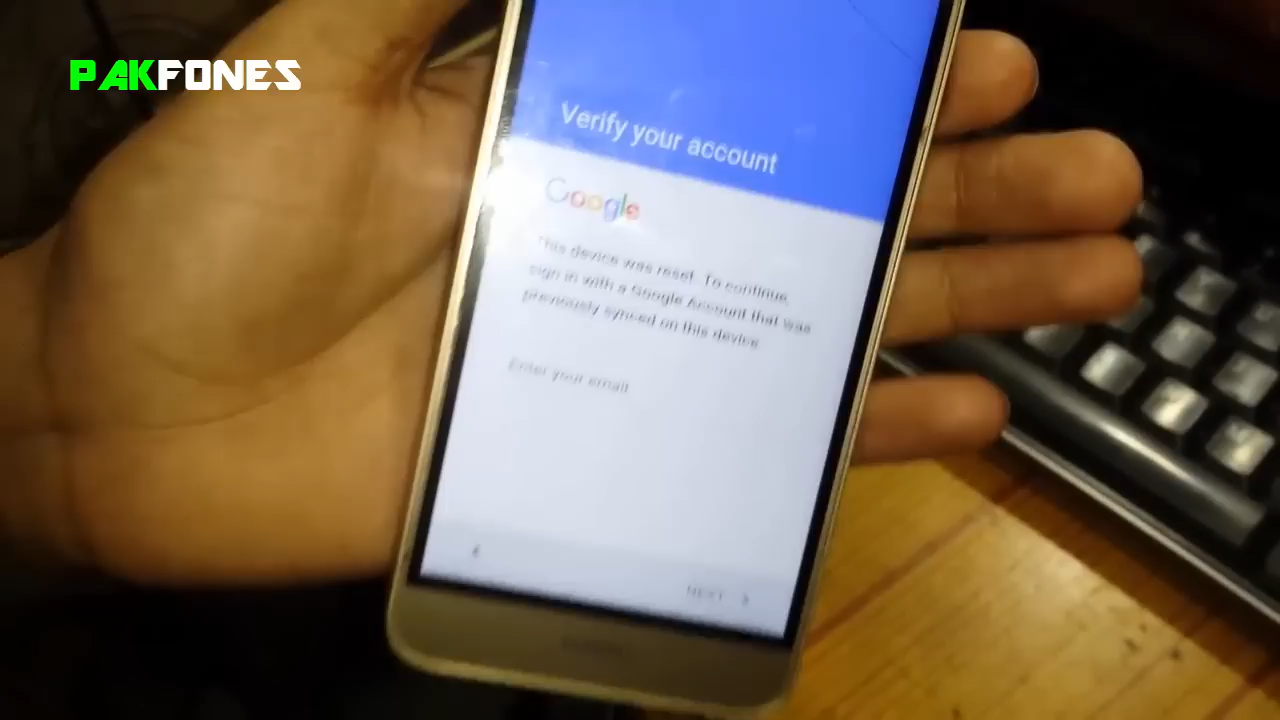 PAKFONES
Verify your account
Google
This device was reset. To continue,
sign in with a Google Account that was
previously synced on this device.
Enter your email
NEXT